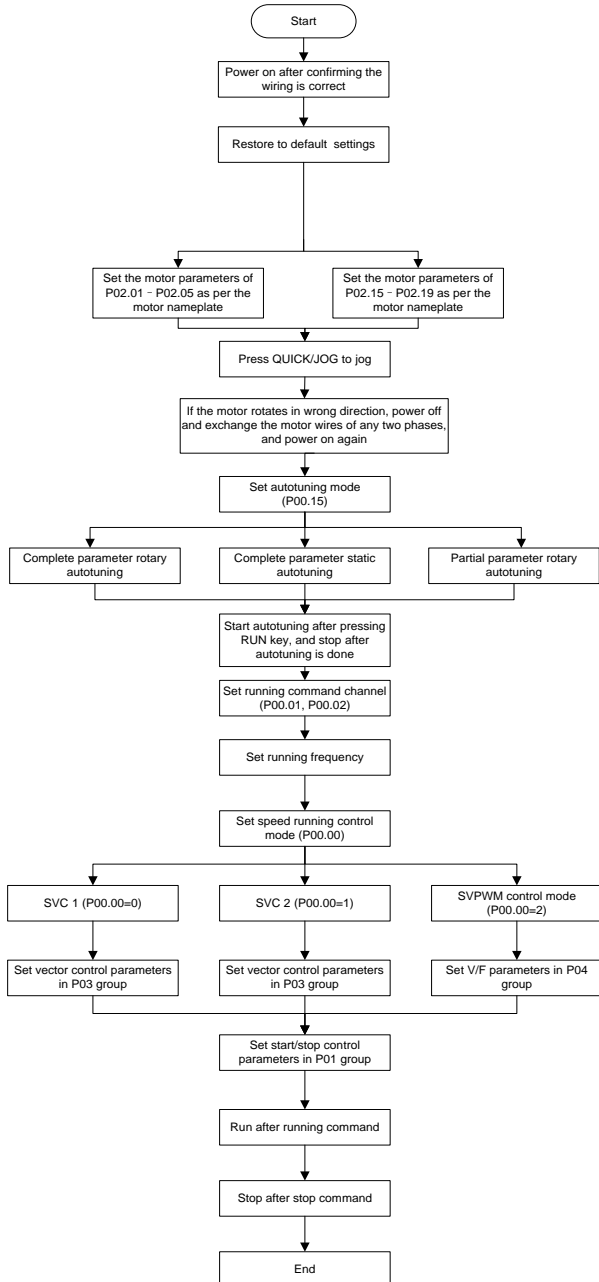 Start
Power on after confirming the
wiring is correct
Restore to default settings
Set the motor parameters of
P02.01－P02.05 as per the
motor nameplate
Set the motor parameters of
P02.15－P02.19 as per the
motor nameplate
Press QUICK/JOG to jog
If the motor rotates in wrong direction, power off
and exchange the motor wires of any two phases,
and power on again
Set autotuning mode
(P00.15)
Complete parameter rotary
autotuning
Complete parameter static
autotuning
Partial parameter rotary
autotuning
Start autotuning after pressing
RUN key, and stop after
autotuning is done
Set running command channel
(P00.01, P00.02)
Set running frequency
Set speed running control
mode (P00.00)
SVC 1 (P00.00=0)
SVC 2 (P00.00=1)
SVPWM control mode
(P00.00=2)
Set vector control parameters
in P03 group
Set vector control parameters
in P03 group
Set V/F parameters in P04
group
Set start/stop control
parameters in P01 group
Run after running command
Stop after stop command
End